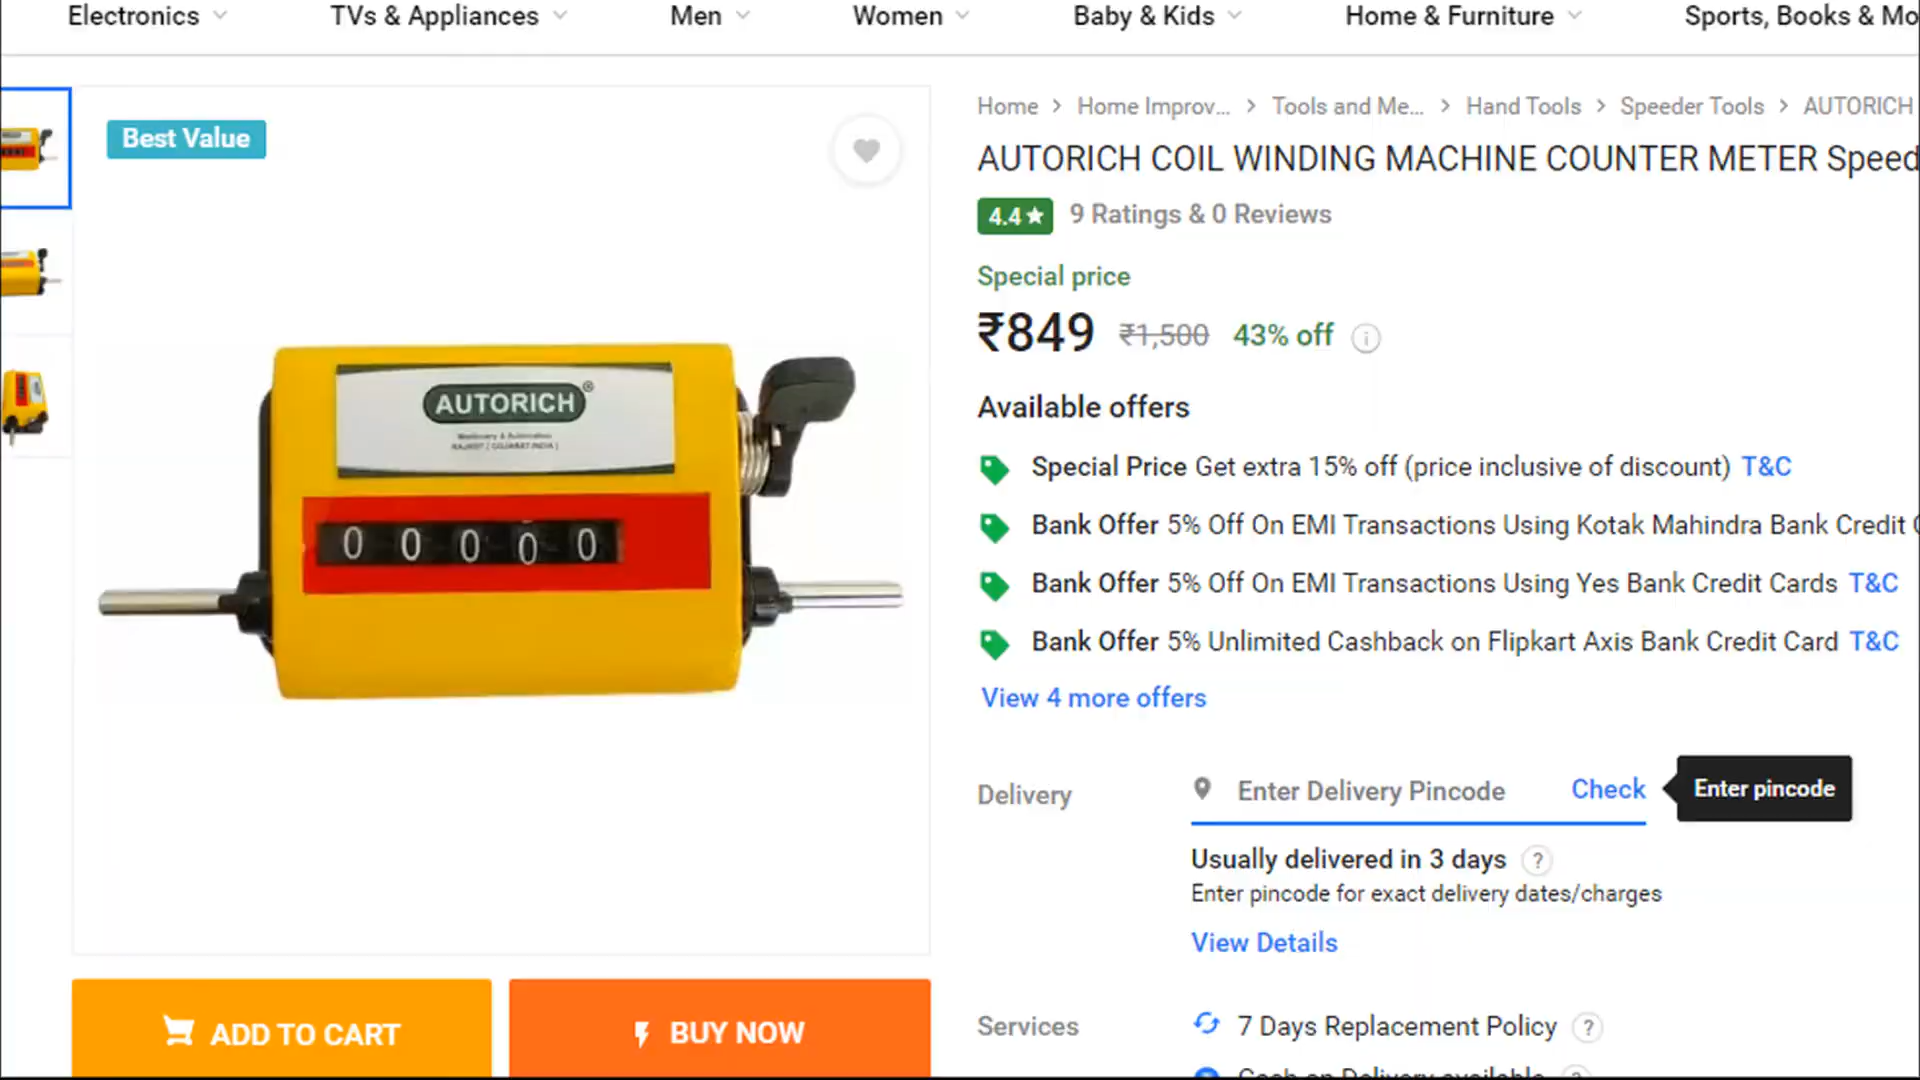 Electronics
TVs & Appliances
Men
Women
Baby & Kids
Home & Furniture
Sports, Books & Mo
Best Value
AUTORICH®
RAJKOT ( GUJARAT INDIA )
0 0 0 0 0
ADD TO CART
BUY NOW
Home > Home Improv... > Tools and Me... > Hand Tools > Speeder Tools > AUTORICH
AUTORICH COIL WINDING MACHINE COUNTER METER Speed
4.4★ 9 Ratings & 0 Reviews
Special price
₹849 ₹1,500 43% off
Available offers
Special Price Get extra 15% off (price inclusive of discount) T&C
Bank Offer 5% Off On EMI Transactions Using Kotak Mahindra Bank Credit
Bank Offer 5% Off On EMI Transactions Using Yes Bank Credit Cards T&C
Bank Offer 5% Unlimited Cashback on Flipkart Axis Bank Credit Card T&C
View 4 more offers
Delivery Enter Delivery Pincode Check Enter pincode
Usually delivered in 3 days ?
Enter pincode for exact delivery dates/charges
View Details
Services 7 Days Replacement Policy ?
Cash on Delivery available ?